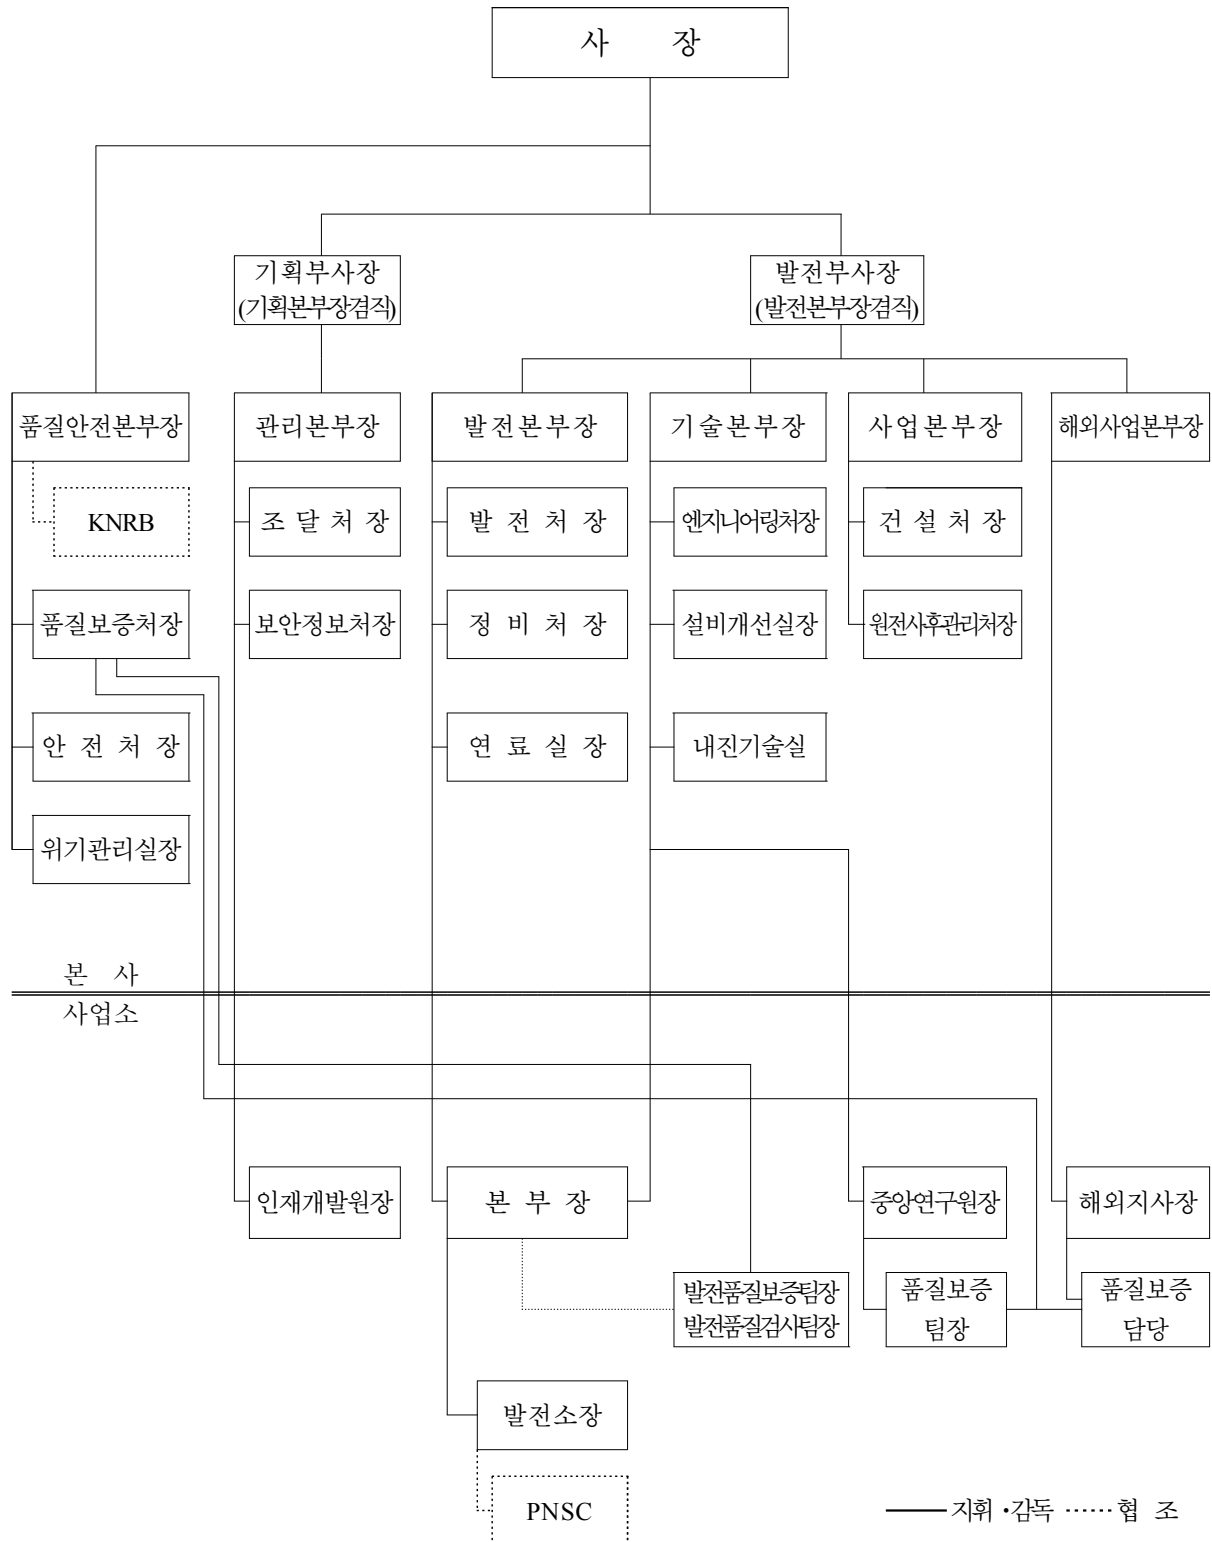 사 장
기획부사장
(기획본부장겸직)
발전부사장
(발전본부장겸직)
품질안전본부장
관리본부장
발전본부장
기술본부장
사업본부장
해외사업본부장
KNRB
조 달 처 장
발 전 처 장
엔지니어링처장
건 설 처 장
품질보증처장
보안정보처장
정 비 처 장
설비개선실장
원전사후관리처장
안 전 처 장
연 료 실 장
내진기술실
위기관리실장
본 사
사업소
인재개발원장
본 부 장
중앙연구원장
해외지사장
발전품질보증팀장
발전품질검사팀장
품질보증
팀장
품질보증
담당
발전소장
PNSC
지휘 •감독 협 조